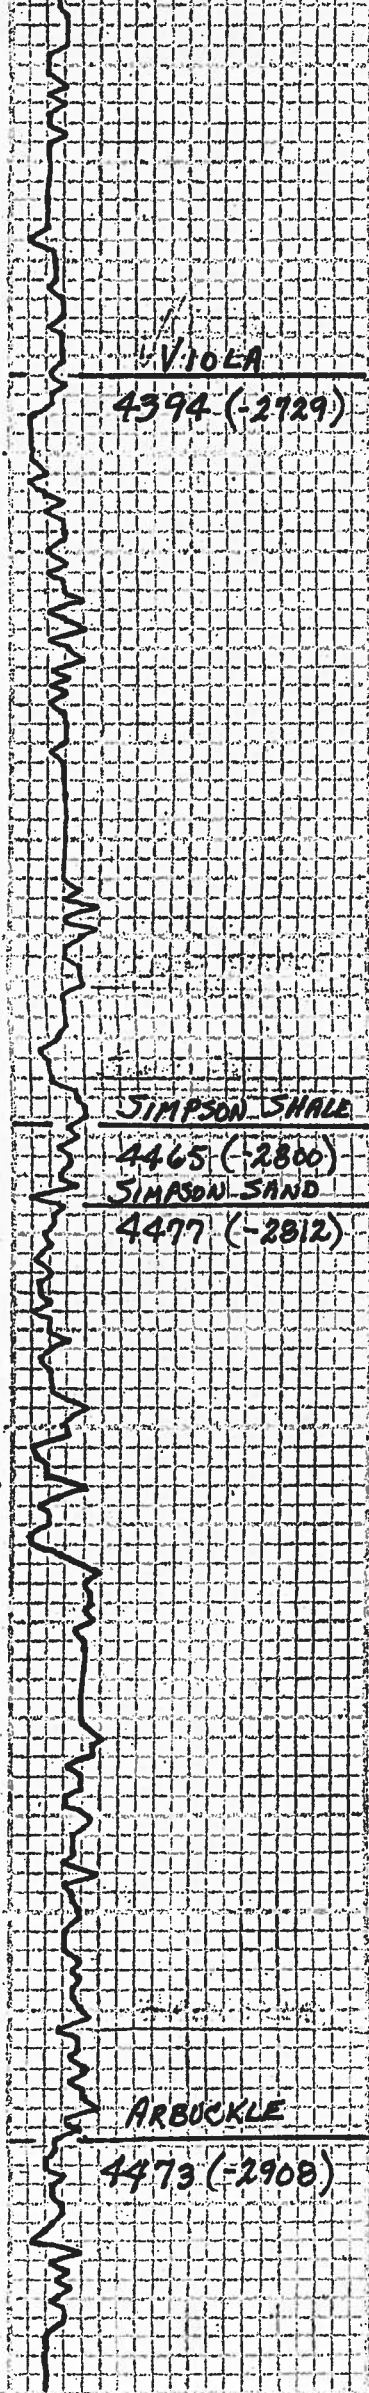 VIOLA
4394 (-2729)
SIMPSON SHALE
4465 (-2800)
SIMPSON SAND
4477 (-2812)
ARBUCKLE
4473 (-2908)